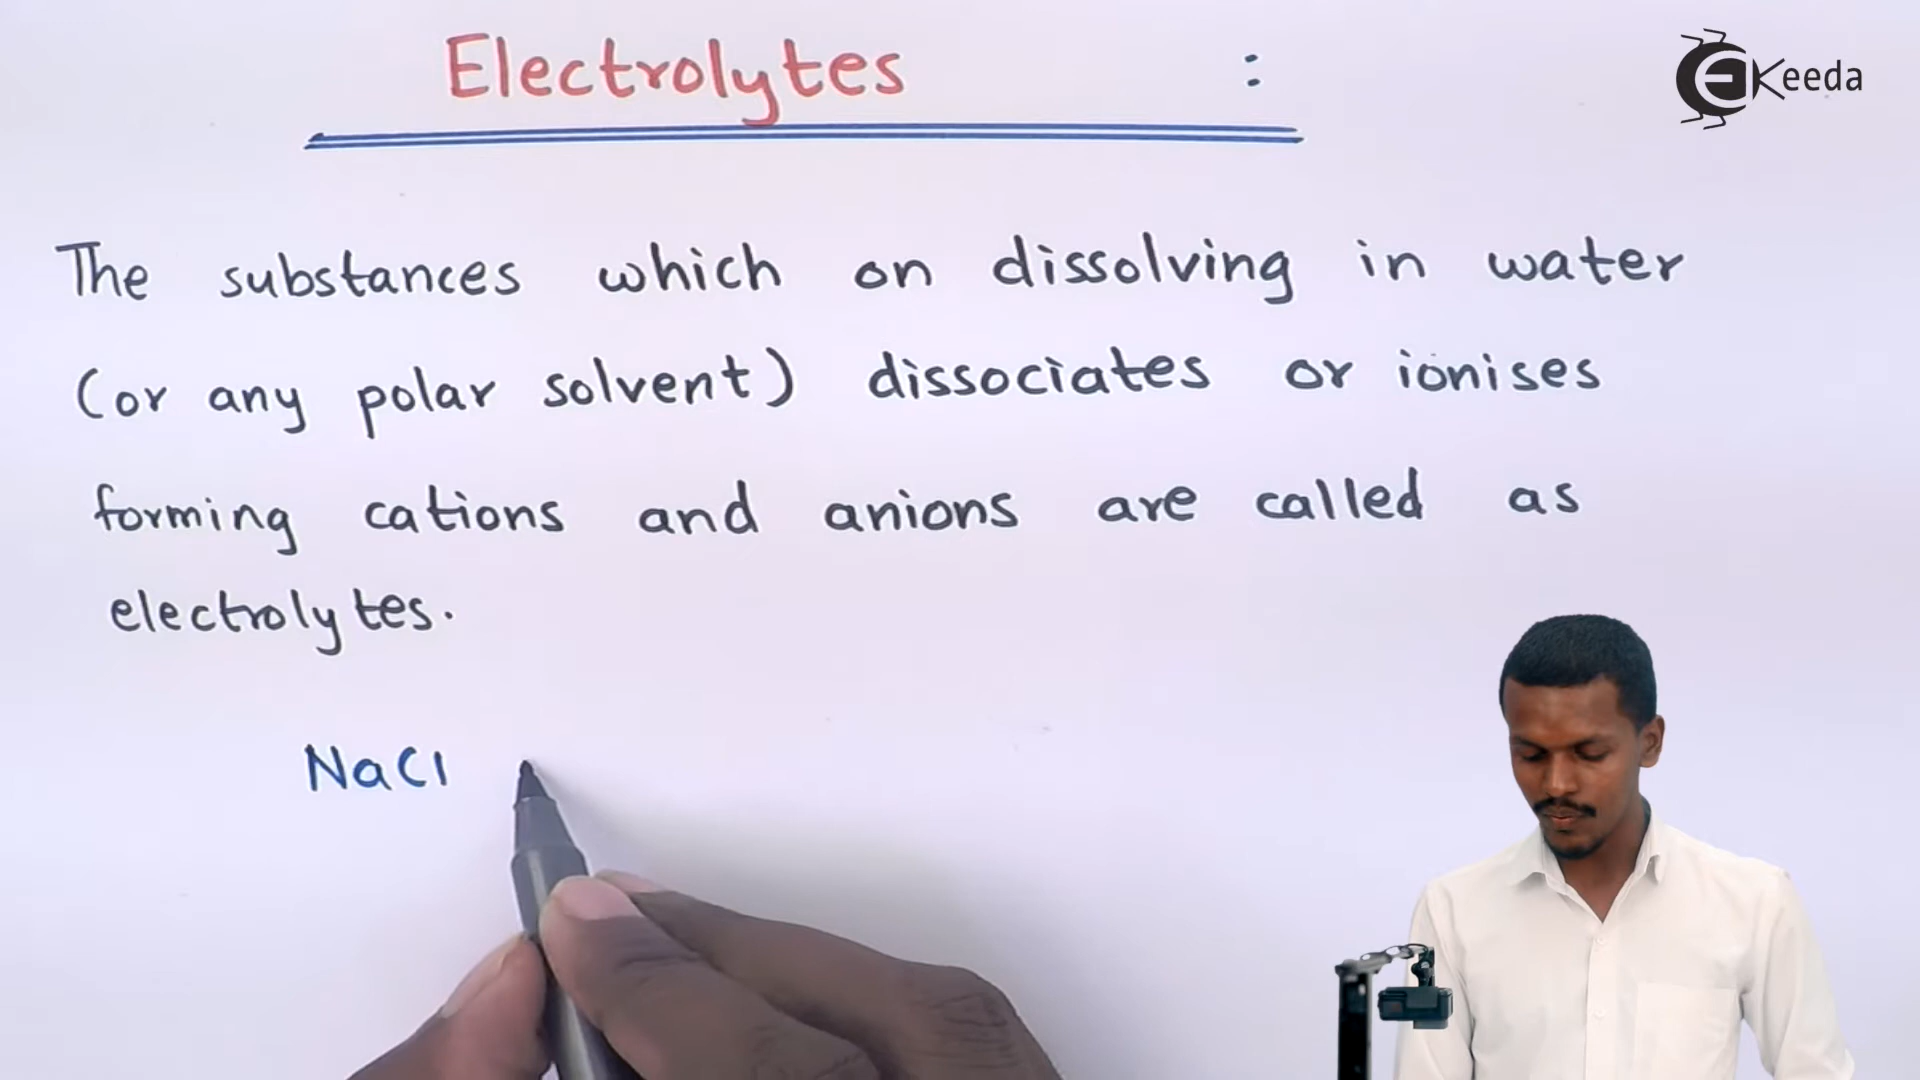 Electrolytes :
EKeeda
The substances which on dissolving in water
(or any polar solvent) dissociates or ionises
forming cations and anions are called as
electrolytes.
NaCl